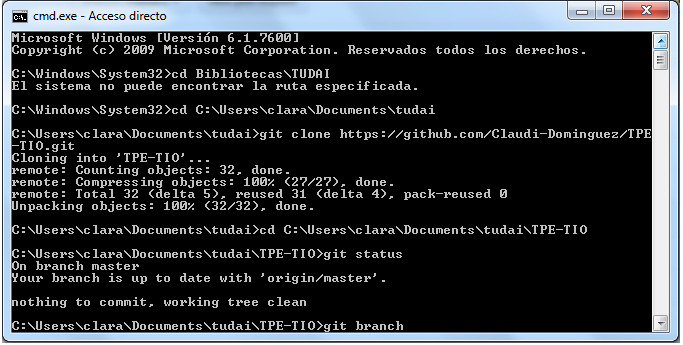 cmd.exe - Acceso directo
Microsoft Windows [Versión 6.1.7600]
Copyright (c) 2009 Microsoft Corporation. Reservados todos los derechos.
C:\Windows\System32>cd Bibliotecas\TUDAI
El sistema no puede encontrar la ruta especificada.
C:\Windows\System32>cd C:\Users\clara\Documents\tudai
C:\Users\clara\Documents\tudai>git clone https://github.com/Claudi-Dominguez/TPE
-TIO.git
Cloning into 'TPE-TIO'...
remote: Counting objects: 32, done.
remote: Compressing objects: 100% (27/27), done.
remote: Total 32 (delta 5), reused 31 (delta 4), pack-reused 0
Unpacking objects: 100% (32/32), done.
C:\Users\clara\Documents\tudai>cd C:\Users\clara\Documents\tudai\TPE-TIO
C:\Users\clara\Documents\tudai\TPE-TIO>git status
On branch master
Your branch is up to date with 'origin/master'.
nothing to commit, working tree clean
C:\Users\clara\Documents\tudai\TPE-TIO>git branch